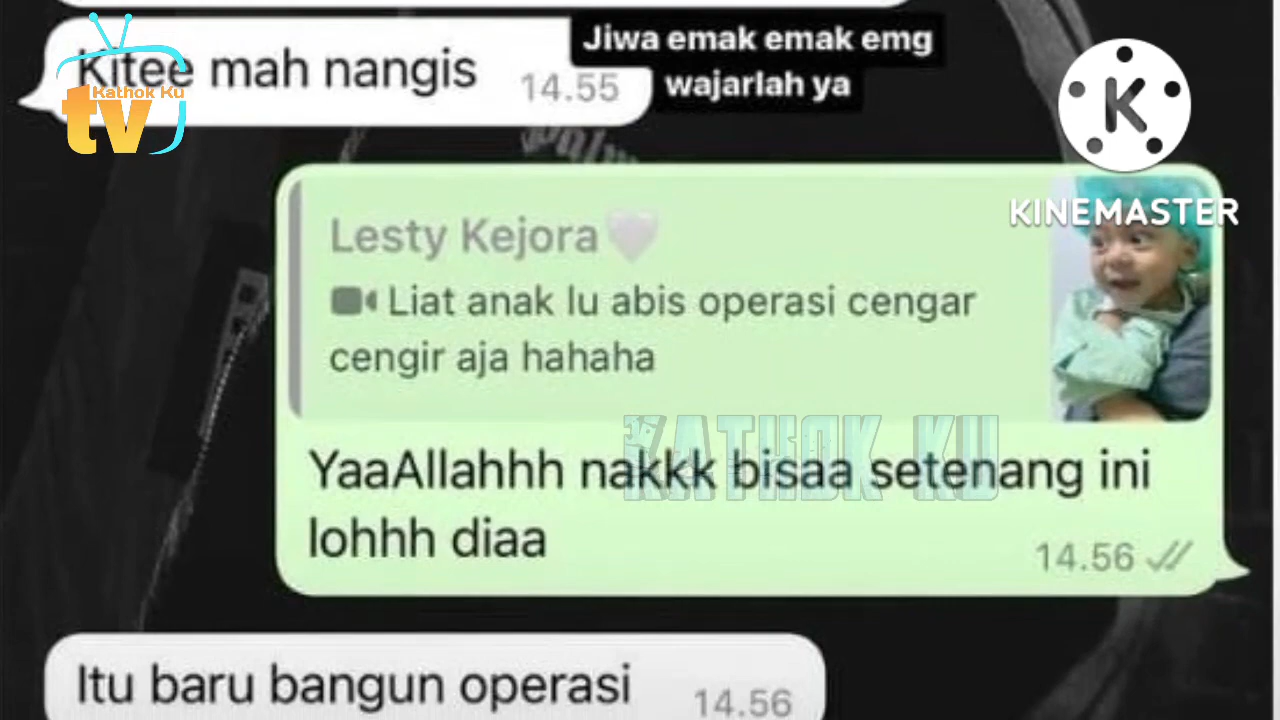 Kitee mah nangis
14.55
Jiwa emak emak emg
wajarlah ya
Kathok Ku
tv
K
KINEMASTER
Lesty Kejora🤍
Liat anak lu abis operasi cengar
cengir aja hahaha
KATHOK KU
YaaAllahhh nakkk bisaa setenang ini
lohhh diaa
14.56
Itu baru bangun operasi
14.56